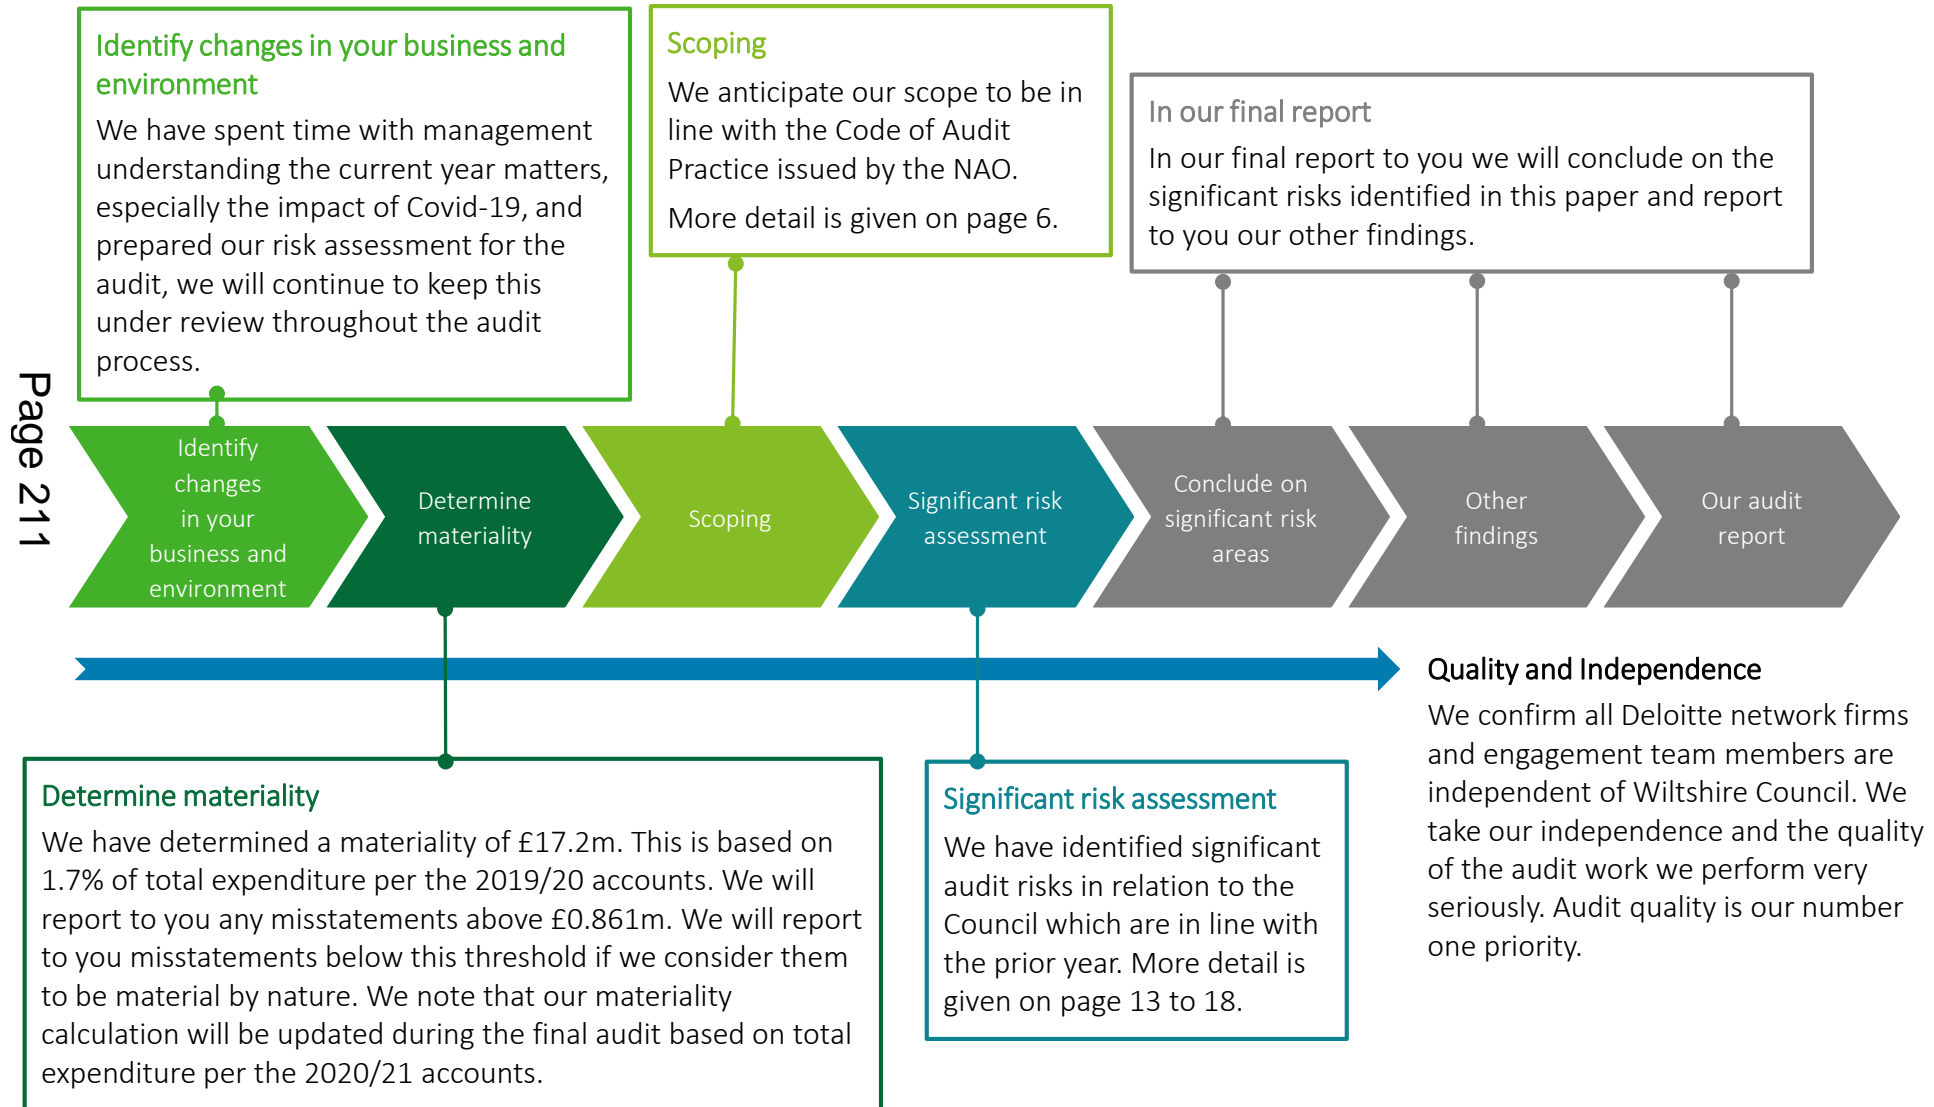 Identify changes in your business and
environment
We have spent time with management
understanding the current year matters,
especially the impact of Covid-19, and
prepared our risk assessment for the
audit, we will continue to keep this
under review throughout the audit
process.
Scoping
We anticipate our scope to be in
line with the Code of Audit
Practice issued by the NAO.
More detail is given on page 6.
In our final report
In our final report to you we will conclude on the
significant risks identified in this paper and report
to you our other findings.
Page 211
Identify
changes
in your
business and
environment
Determine
materiality
Scoping
Significant risk
assessment
Conclude on
significant risk
areas
Other
findings
Our audit
report
Determine materiality
We have determined a materiality of £17.2m. This is based on
1.7% of total expenditure per the 2019/20 accounts. We will
report to you any misstatements above £0.861m. We will report
to you misstatements below this threshold if we consider them
to be material by nature. We note that our materiality
calculation will be updated during the final audit based on total
expenditure per the 2020/21 accounts.
Significant risk assessment
We have identified significant
audit risks in relation to the
Council which are in line with
the prior year. More detail is
given on page 13 to 18.
Quality and Independence
We confirm all Deloitte network firms
and engagement team members are
independent of Wiltshire Council. We
take our independence and the quality
of the audit work we perform very
seriously. Audit quality is our number
one priority.